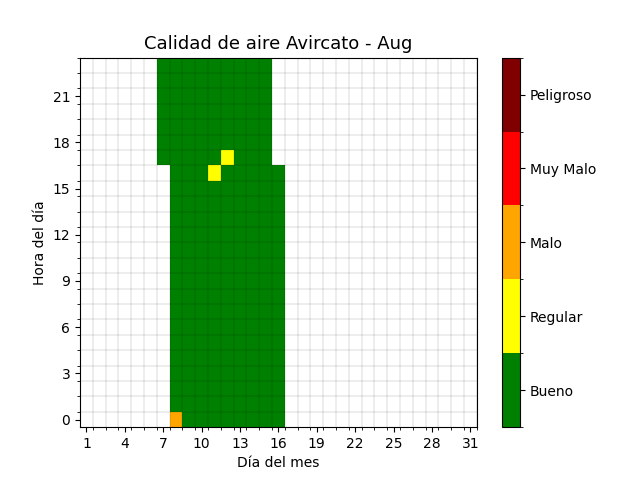 Calidad de aire Avircato - Aug
Hora del día
21
18
15
12
9
6
3
0
1 4 7 10 13 16 19 22 25 28 31
Día del mes
Peligroso
Muy Malo
Malo
Regular
Bueno